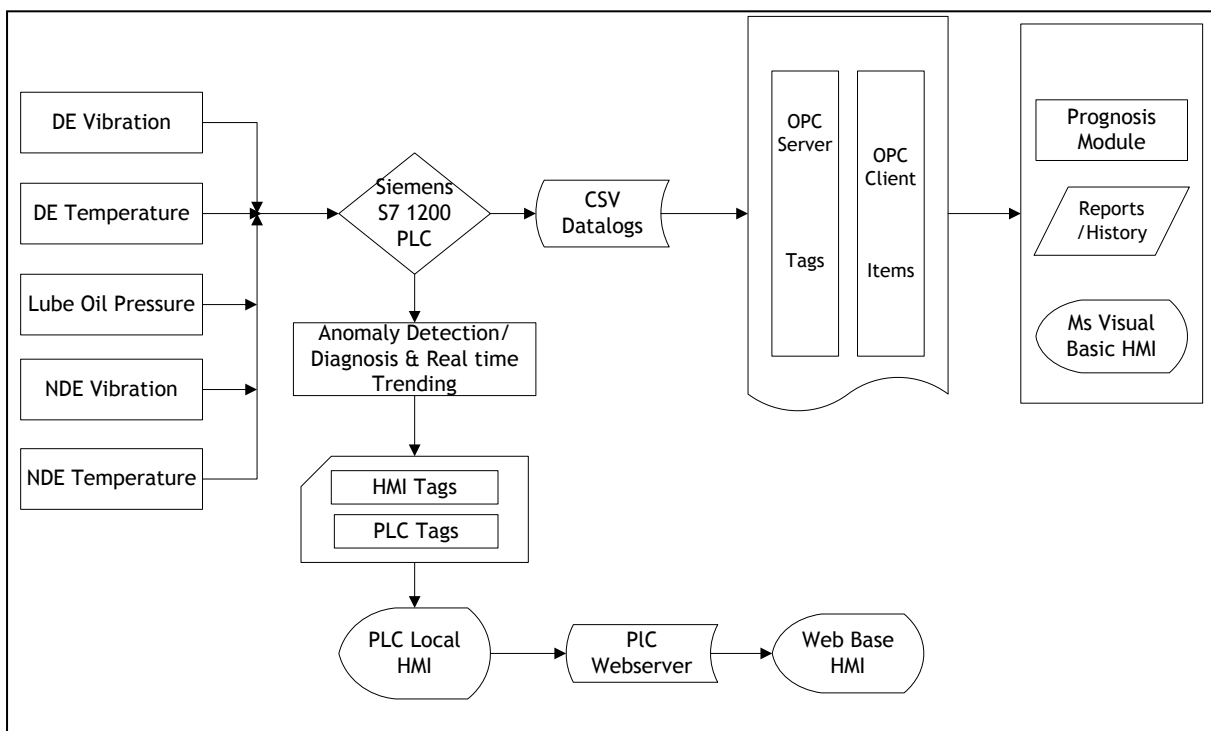 DE Vibration
DE Temperature
Lube Oil Pressure
NDE Vibration
NDE Temperature
Siemens
S7 1200
PLC
CSV
Datalogs
OPC
Server
Tags
OPC
Client
Items
Prognosis
Module
Reports
/History
Ms Visual
Basic HMI
Anomaly Detection/
Diagnosis & Real time
Trending
HMI Tags
PLC Tags
PLC Local
HMI
PlC
Webserver
Web Base
HMI